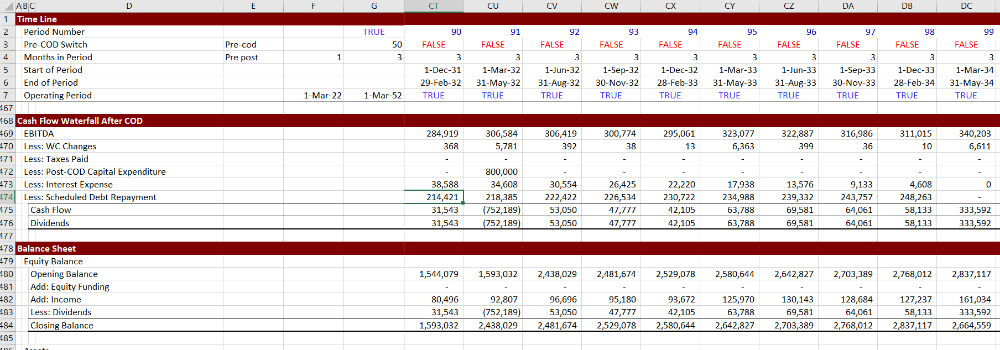 A B C D E F G CT CU CV CW CX CY CZ DA DB DC
1 Time Line
2 Period Number TRUE 90 91 92 93 94 95 96 97 98 99
3 Pre-COD Switch Pre-cod 50 FALSE FALSE FALSE FALSE FALSE FALSE FALSE FALSE FALSE FALSE
4 Months in Period Pre post 1 3 3 3 3 3 3 3 3 3 3 3
5 Start of Period 1-Dec-31 1-Mar-32 1-Jun-32 1-Sep-32 1-Dec-32 1-Mar-33 1-Jun-33 1-Sep-33 1-Dec-33 1-Mar-34
6 End of Period 29-Feb-32 31-May-32 31-Aug-32 30-Nov-32 28-Feb-33 31-May-33 31-Aug-33 30-Nov-33 28-Feb-34 31-May-34
7 Operating Period 1-Mar-22 1-Mar-52 TRUE TRUE TRUE TRUE TRUE TRUE TRUE TRUE TRUE TRUE
467
468 Cash Flow Waterfall After COD
469 EBITDA 284,919 306,584 306,419 300,774 295,061 323,077 322,887 316,986 311,015 340,203
470 Less: WC Changes 368 5,781 392 38 13 6,363 399 36 10 6,611
471 Less: Taxes Paid - - - - - - - - - -
472 Less: Post-COD Capital Expenditure - 800,000 - - - - - - - -
473 Less: Interest Expense 38,588 34,608 30,554 26,425 22,220 17,938 13,576 9,133 4,608 0
474 Less: Scheduled Debt Repayment 214,421 218,385 222,422 226,534 230,722 234,988 239,332 243,757 248,263 -
475 Cash Flow 31,543 (752,189) 53,050 47,777 42,105 63,788 69,581 64,061 58,133 333,592
476 Dividends 31,543 (752,189) 53,050 47,777 42,105 63,788 69,581 64,061 58,133 333,592
477
478 Balance Sheet
479 Equity Balance
480 Opening Balance 1,544,079 1,593,032 2,438,029 2,481,674 2,529,078 2,580,644 2,642,827 2,703,389 2,768,012 2,837,117
481 Add: Equity Funding - - - - - - - - - -
482 Add: Income 80,496 92,807 96,696 95,180 93,672 125,970 130,143 128,684 127,237 161,034
483 Less: Dividends 31,543 (752,189) 53,050 47,777 42,105 63,788 69,581 64,061 58,133 333,592
484 Closing Balance 1,593,032 2,438,029 2,481,674 2,529,078 2,580,644 2,642,827 2,703,389 2,768,012 2,837,117 2,664,559
485